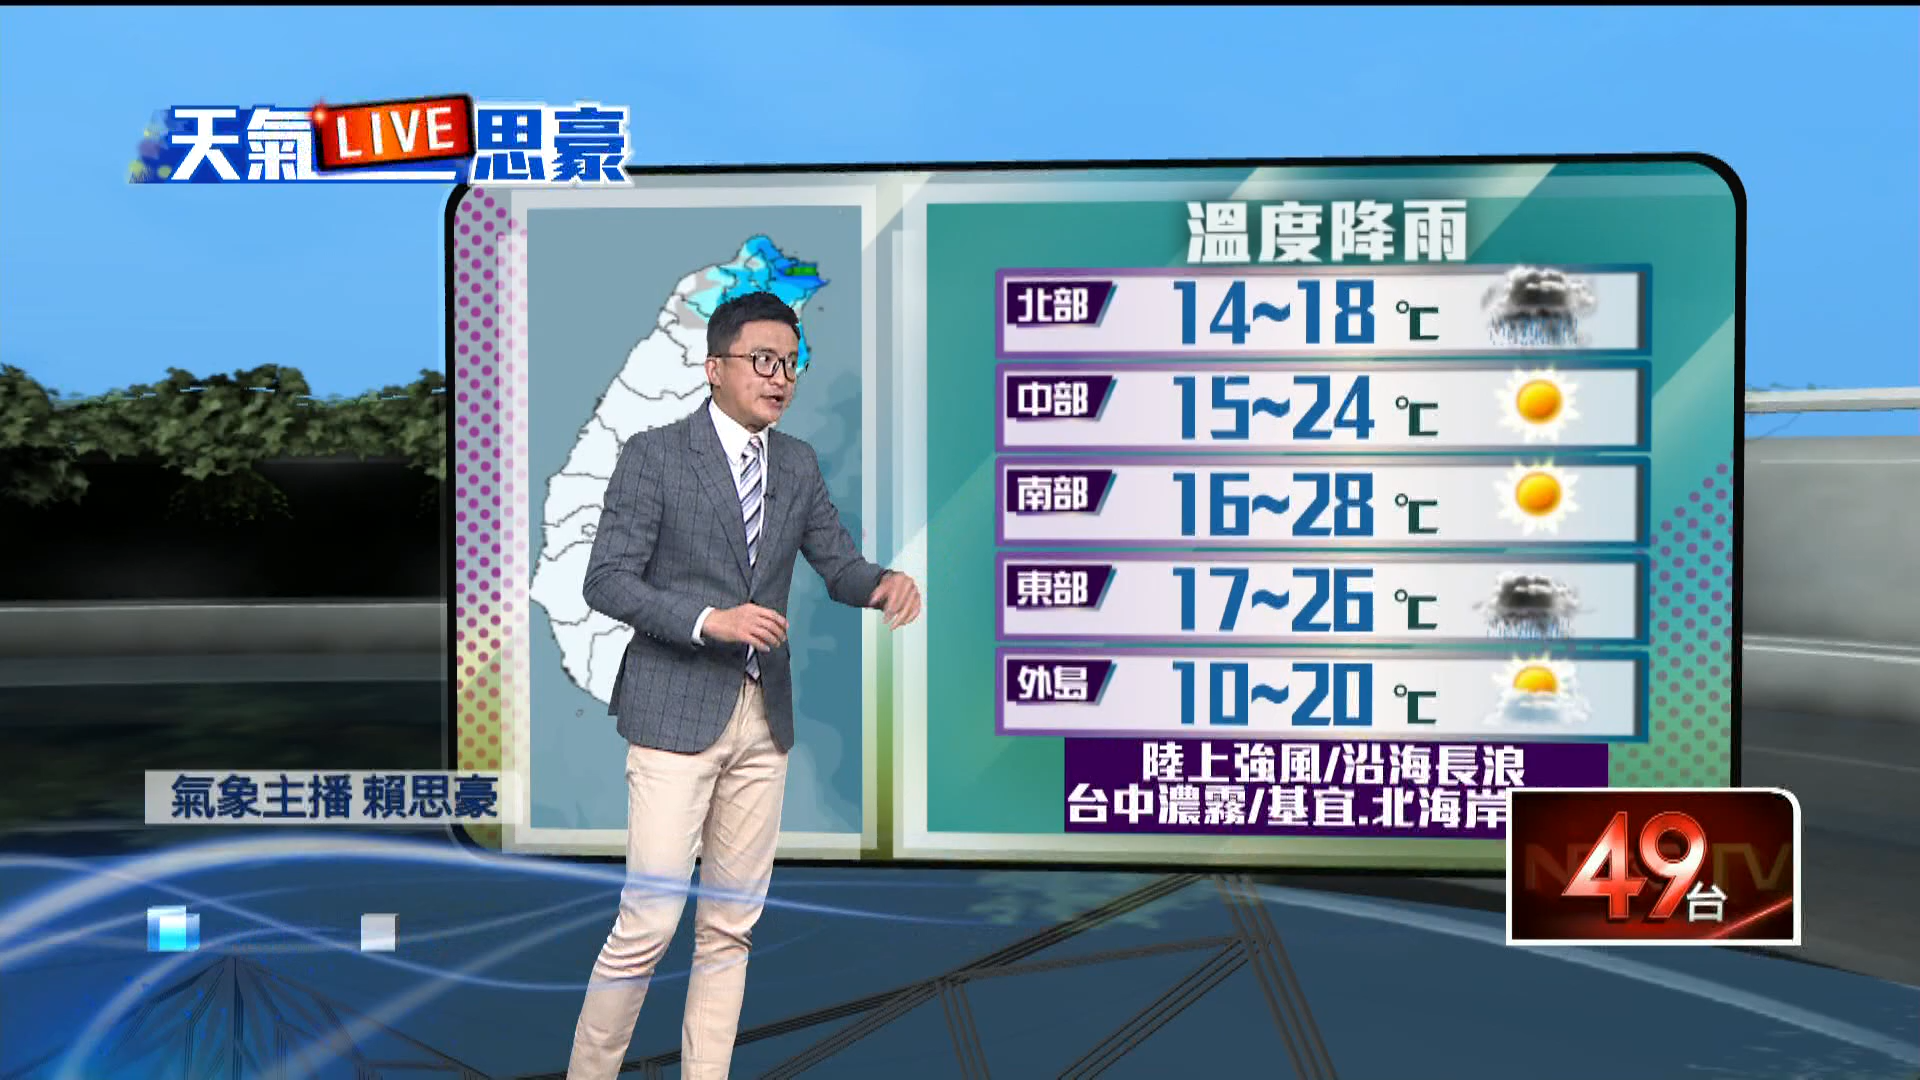 天氣LIVE思豪
溫度降雨
北部 14~18 ℃
中部 15~24 ℃
南部 16~28 ℃
東部 17~26 ℃
外島 10~20 ℃
陸上強風/沿海長浪
台中濃霧/基宜.北海岸
氣象主播 賴思豪
49台